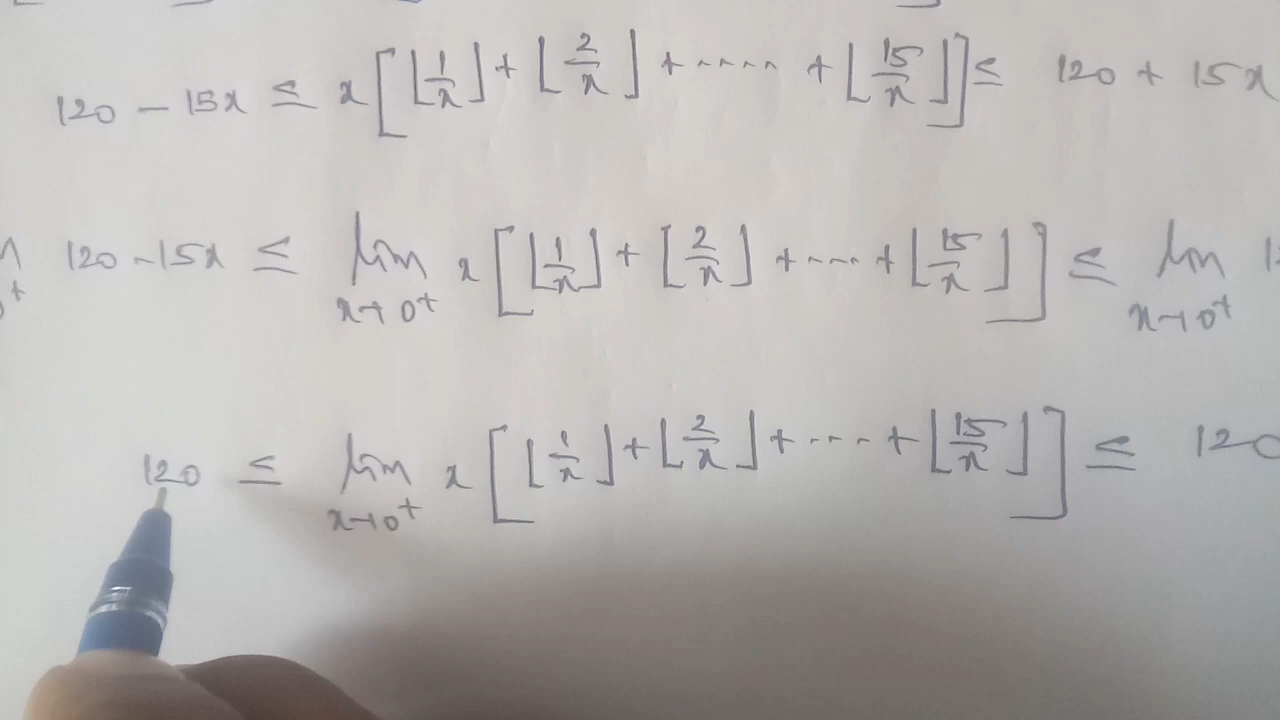 120 - 15x ≤ x[⌊1/x⌋ + ⌊2/x⌋ + ..... + ⌊15/x⌋] ≤ 120 + 15x
120 - 15x ≤ lim x→0⁺ x[⌊1/x⌋ + ⌊2/x⌋ + .... + ⌊15/x⌋] ≤ lim x→0⁺
120 ≤ lim x→0⁺ x[⌊1/x⌋ + ⌊2/x⌋ + .... + ⌊15/x⌋] ≤ 120